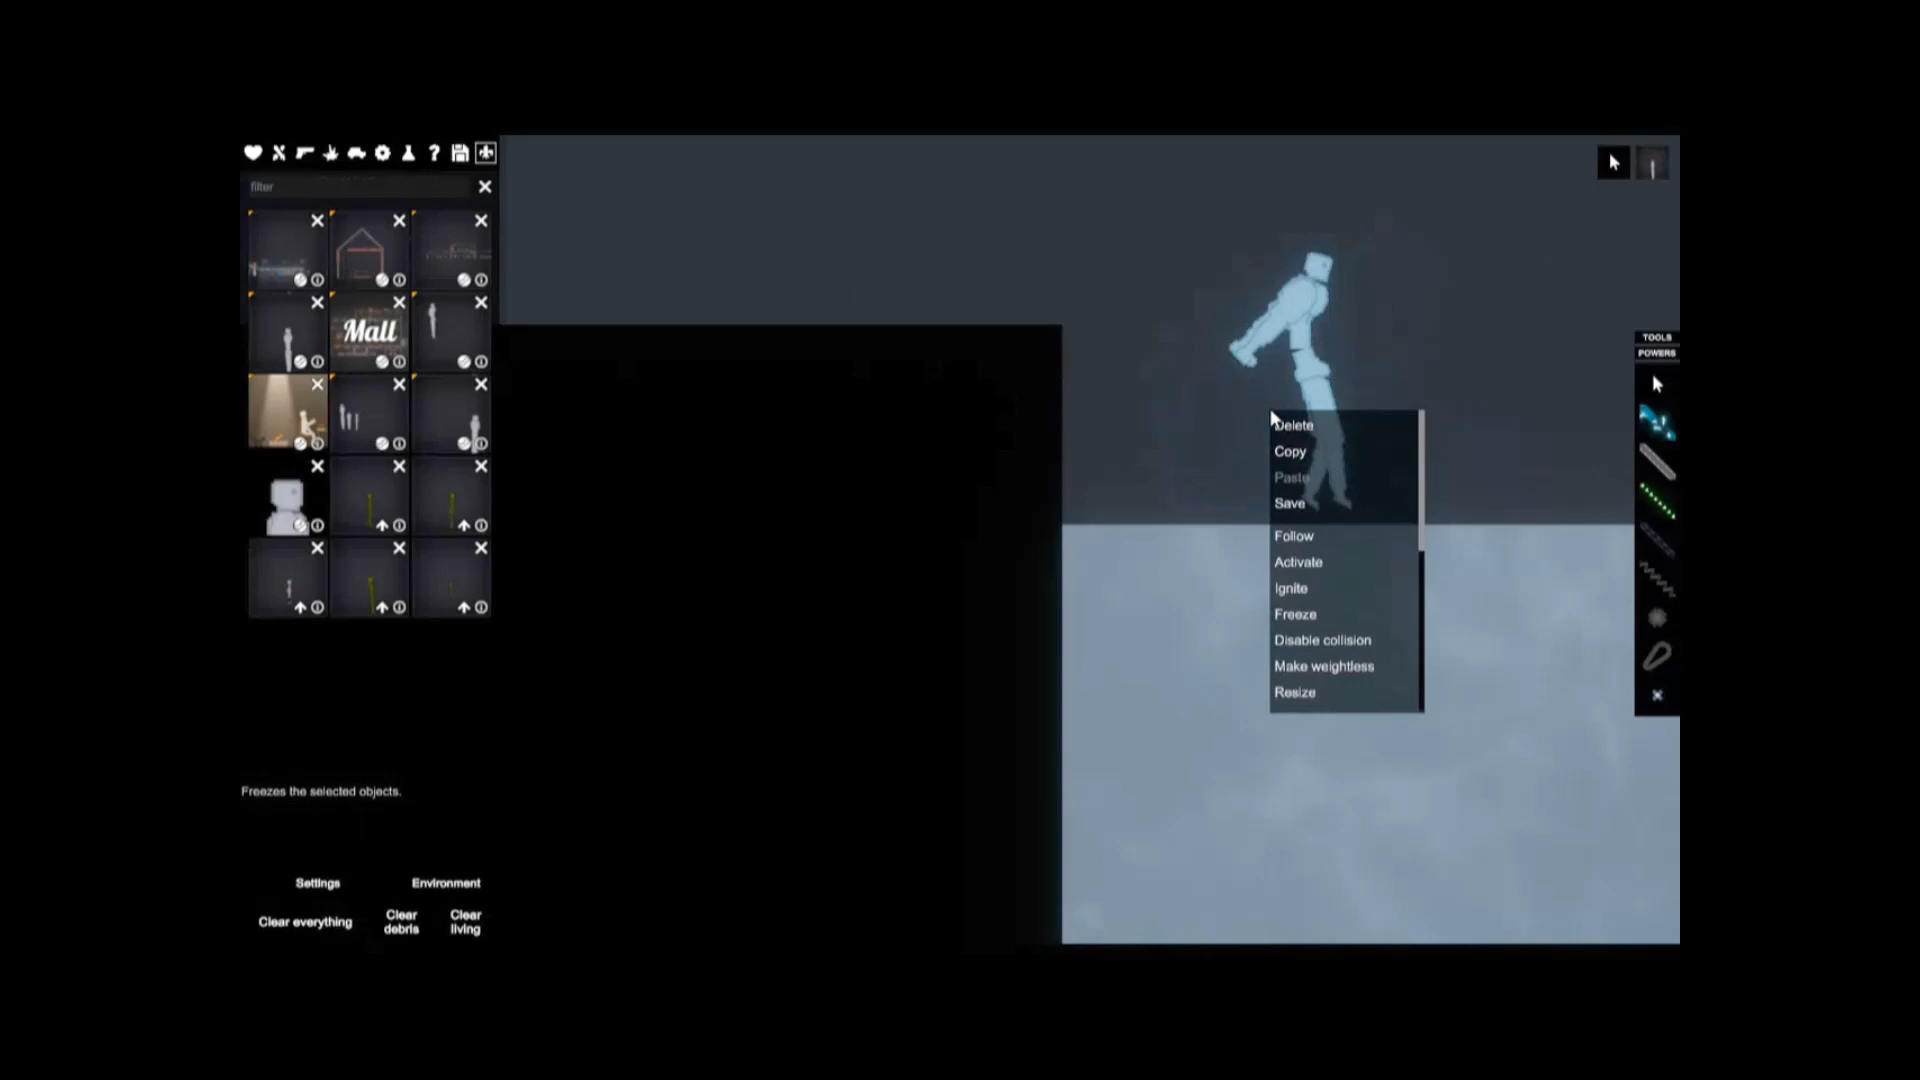 filter
Mall
TOOLS
POWERS
Delete
Copy
Paste
Save
Follow
Activate
Ignite
Freeze
Disable collision
Make weightless
Resize
Freezes the selected objects.
Settings
Environment
Clear everything
Clear
debris
Clear
living